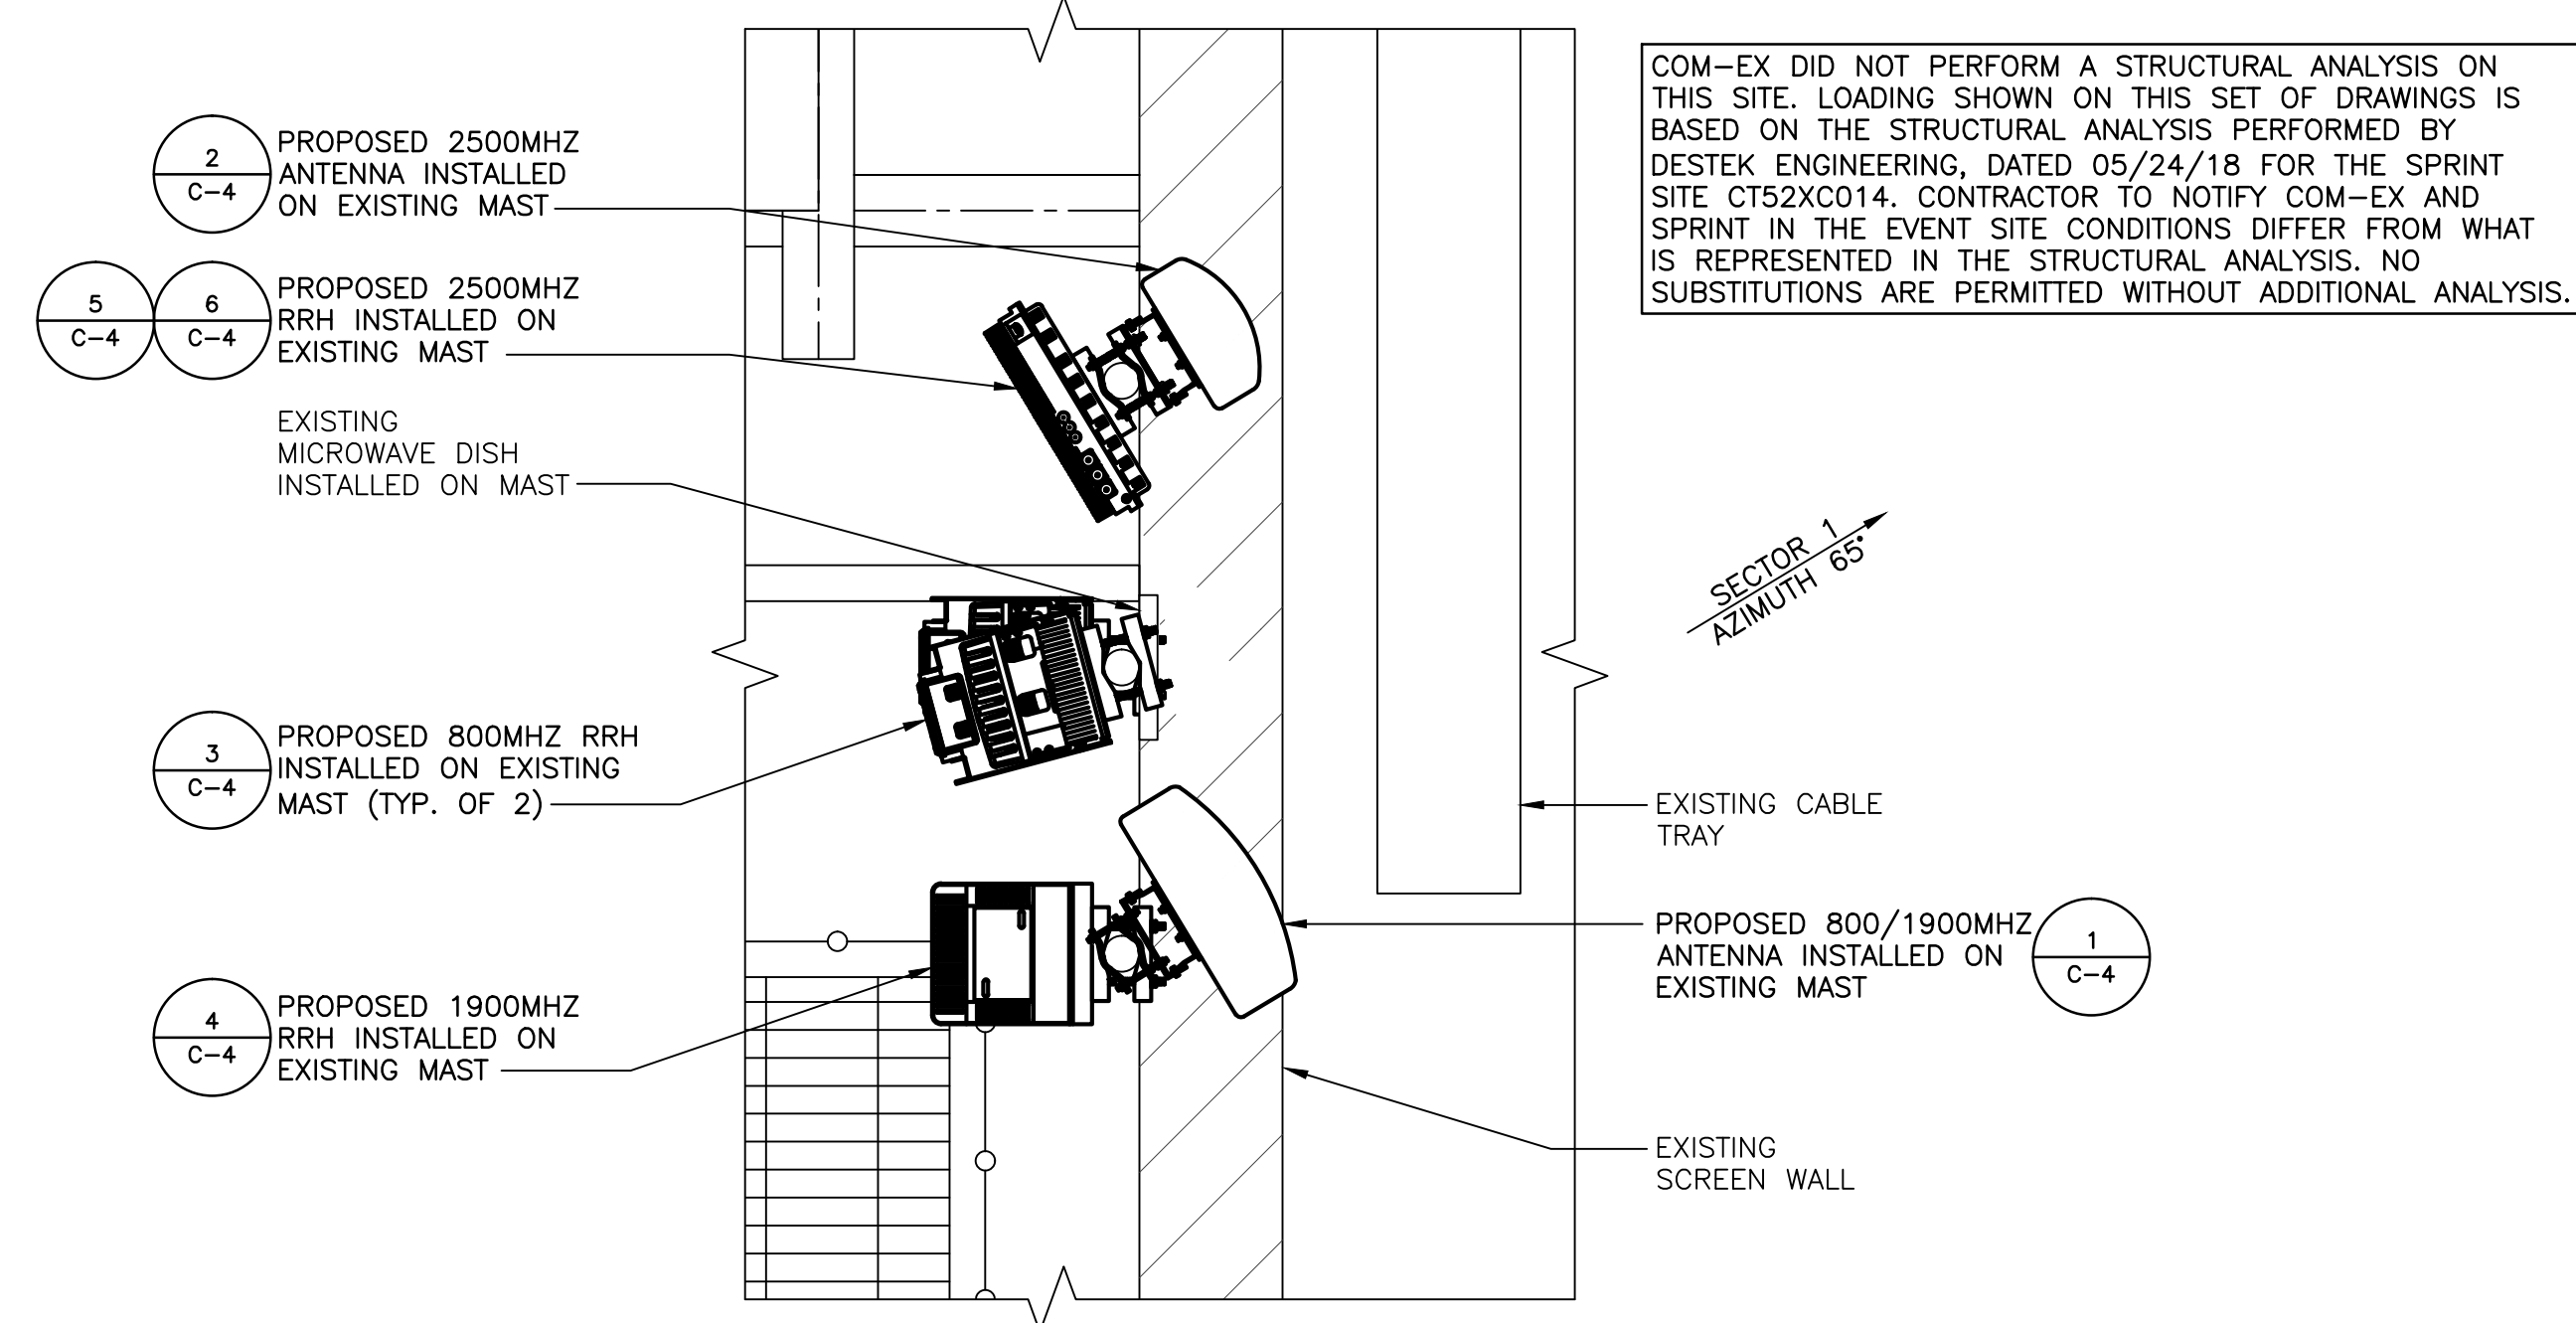 COM-EX DID NOT PERFORM A STRUCTURAL ANALYSIS ON
THIS SITE. LOADING SHOWN ON THIS SET OF DRAWINGS IS
BASED ON THE STRUCTURAL ANALYSIS PERFORMED BY
DESTEK ENGINEERING, DATED 05/24/18 FOR THE SPRINT
SITE CT52XC014. CONTRACTOR TO NOTIFY COM-EX AND
SPRINT IN THE EVENT SITE CONDITIONS DIFFER FROM WHAT
IS REPRESENTED IN THE STRUCTURAL ANALYSIS. NO
SUBSTITUTIONS ARE PERMITTED WITHOUT ADDITIONAL ANALYSIS.
2
C-4
PROPOSED 2500MHZ
ANTENNA INSTALLED
ON EXISTING MAST
5
C-4
6
C-4
PROPOSED 2500MHZ
RRH INSTALLED ON
EXISTING MAST
EXISTING
MICROWAVE DISH
INSTALLED ON MAST
SECTOR 1
AZIMUTH 65°
3
C-4
PROPOSED 800MHZ RRH
INSTALLED ON EXISTING
MAST (TYP. OF 2)
EXISTING CABLE
TRAY
PROPOSED 800/1900MHZ
ANTENNA INSTALLED ON
EXISTING MAST
1
C-4
4
C-4
PROPOSED 1900MHZ
RRH INSTALLED ON
EXISTING MAST
EXISTING
SCREEN WALL